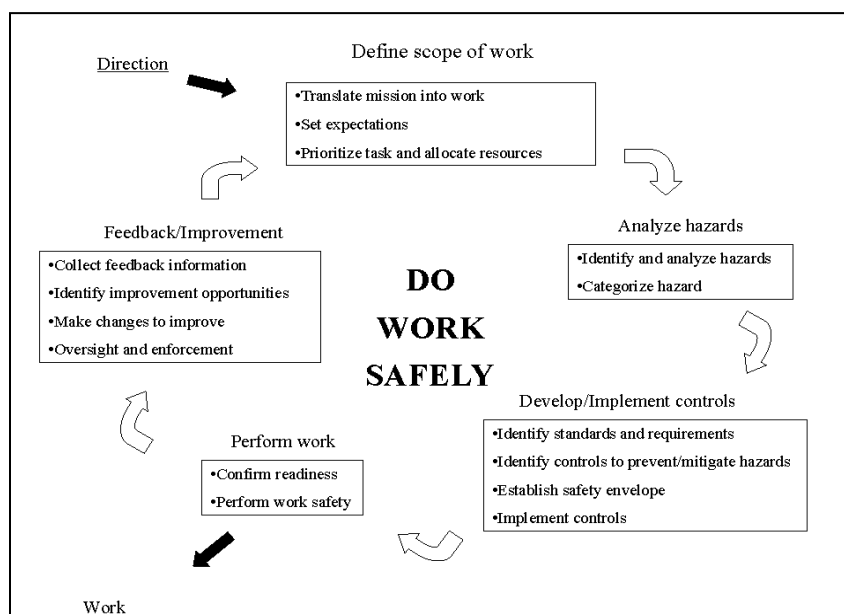 Direction
Define scope of work
•Translate mission into work
•Set expectations
•Prioritize task and allocate resources
Analyze hazards
•Identify and analyze hazards
•Categorize hazard
Develop/Implement controls
•Identify standards and requirements
•Identify controls to prevent/mitigate hazards
•Establish safety envelope
•Implement controls
Perform work
•Confirm readiness
•Perform work safety
Work
Feedback/Improvement
•Collect feedback information
•Identify improvement opportunities
•Make changes to improve
•Oversight and enforcement
DO
WORK
SAFELY